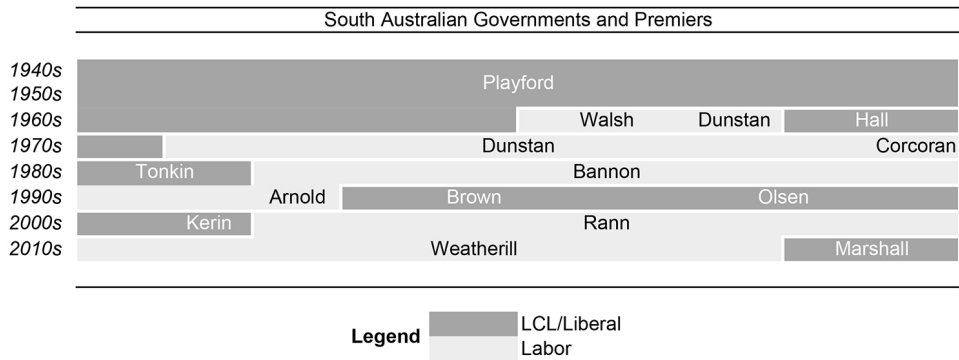 South Australian Governments and Premiers
1940s
Playford
1950s
1960s Walsh Dunstan Hall
1970s Dunstan Corcoran
1980s Tonkin Bannon
1990s Arnold Brown Olsen
2000s Kerin Rann
2010s Weatherill Marshall
Legend
LCL/Liberal
Labor